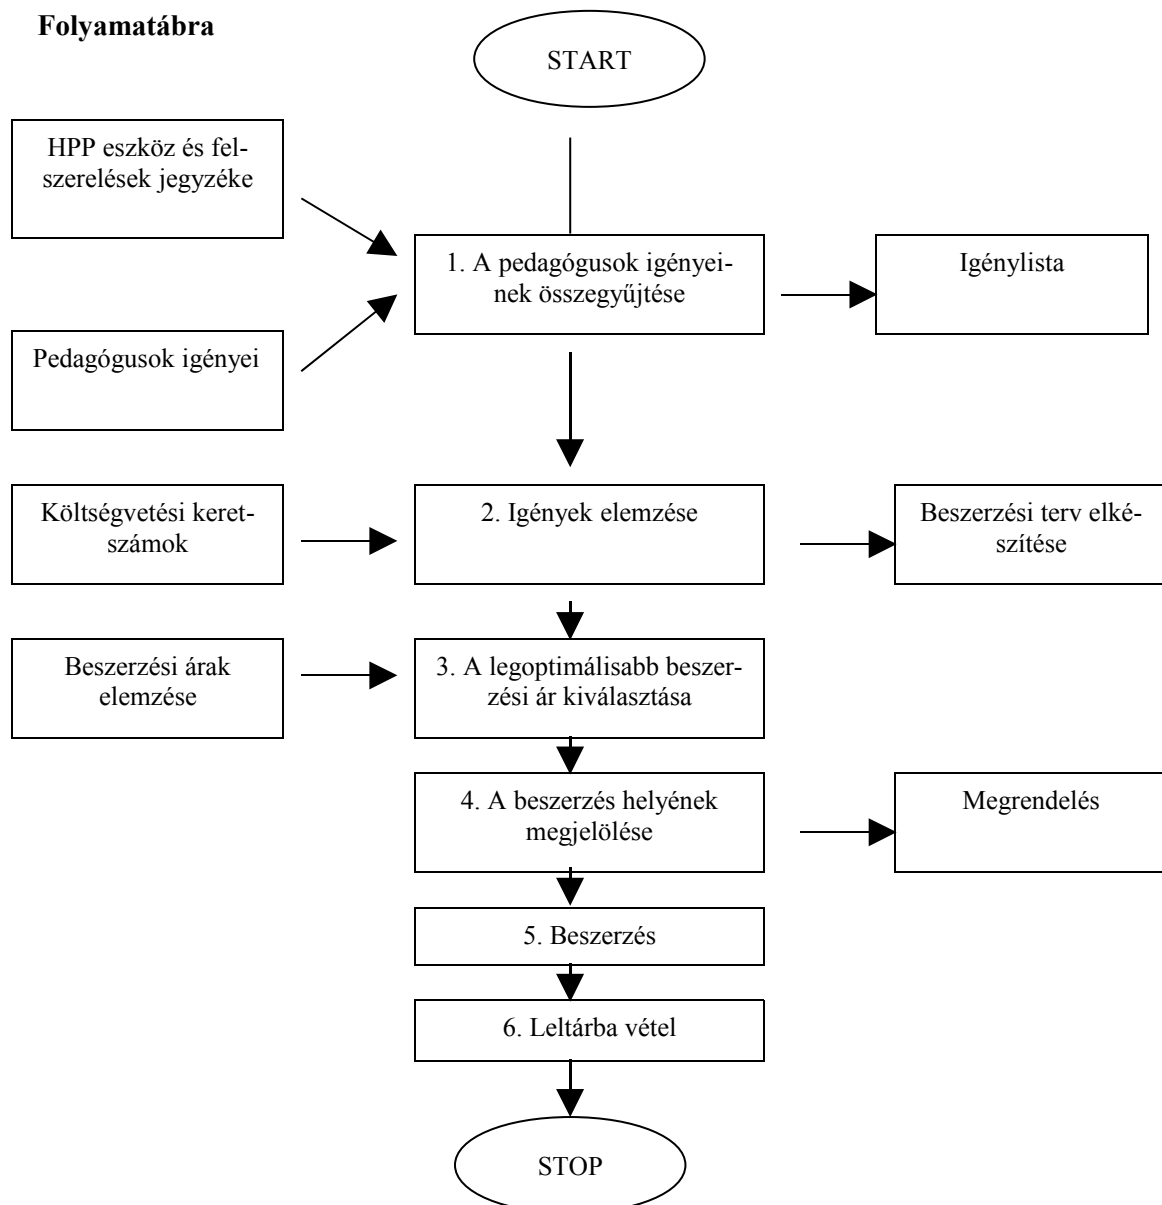 Folyamatábra
START
HPP eszköz és fel-
szerelések jegyzéke
1. A pedagógusok igényei-
nek összegyűjtése
Igénylista
Pedagógusok igényei
Költségvetési keret-
számok
2. Igények elemzése
Beszerzési terv elké-
szítése
Beszerzési árak
elemzése
3. A legoptimálisabb beszer-
zési ár kiválasztása
4. A beszerzés helyének
megjelölése
Megrendelés
5. Beszerzés
6. Leltárba vétel
STOP